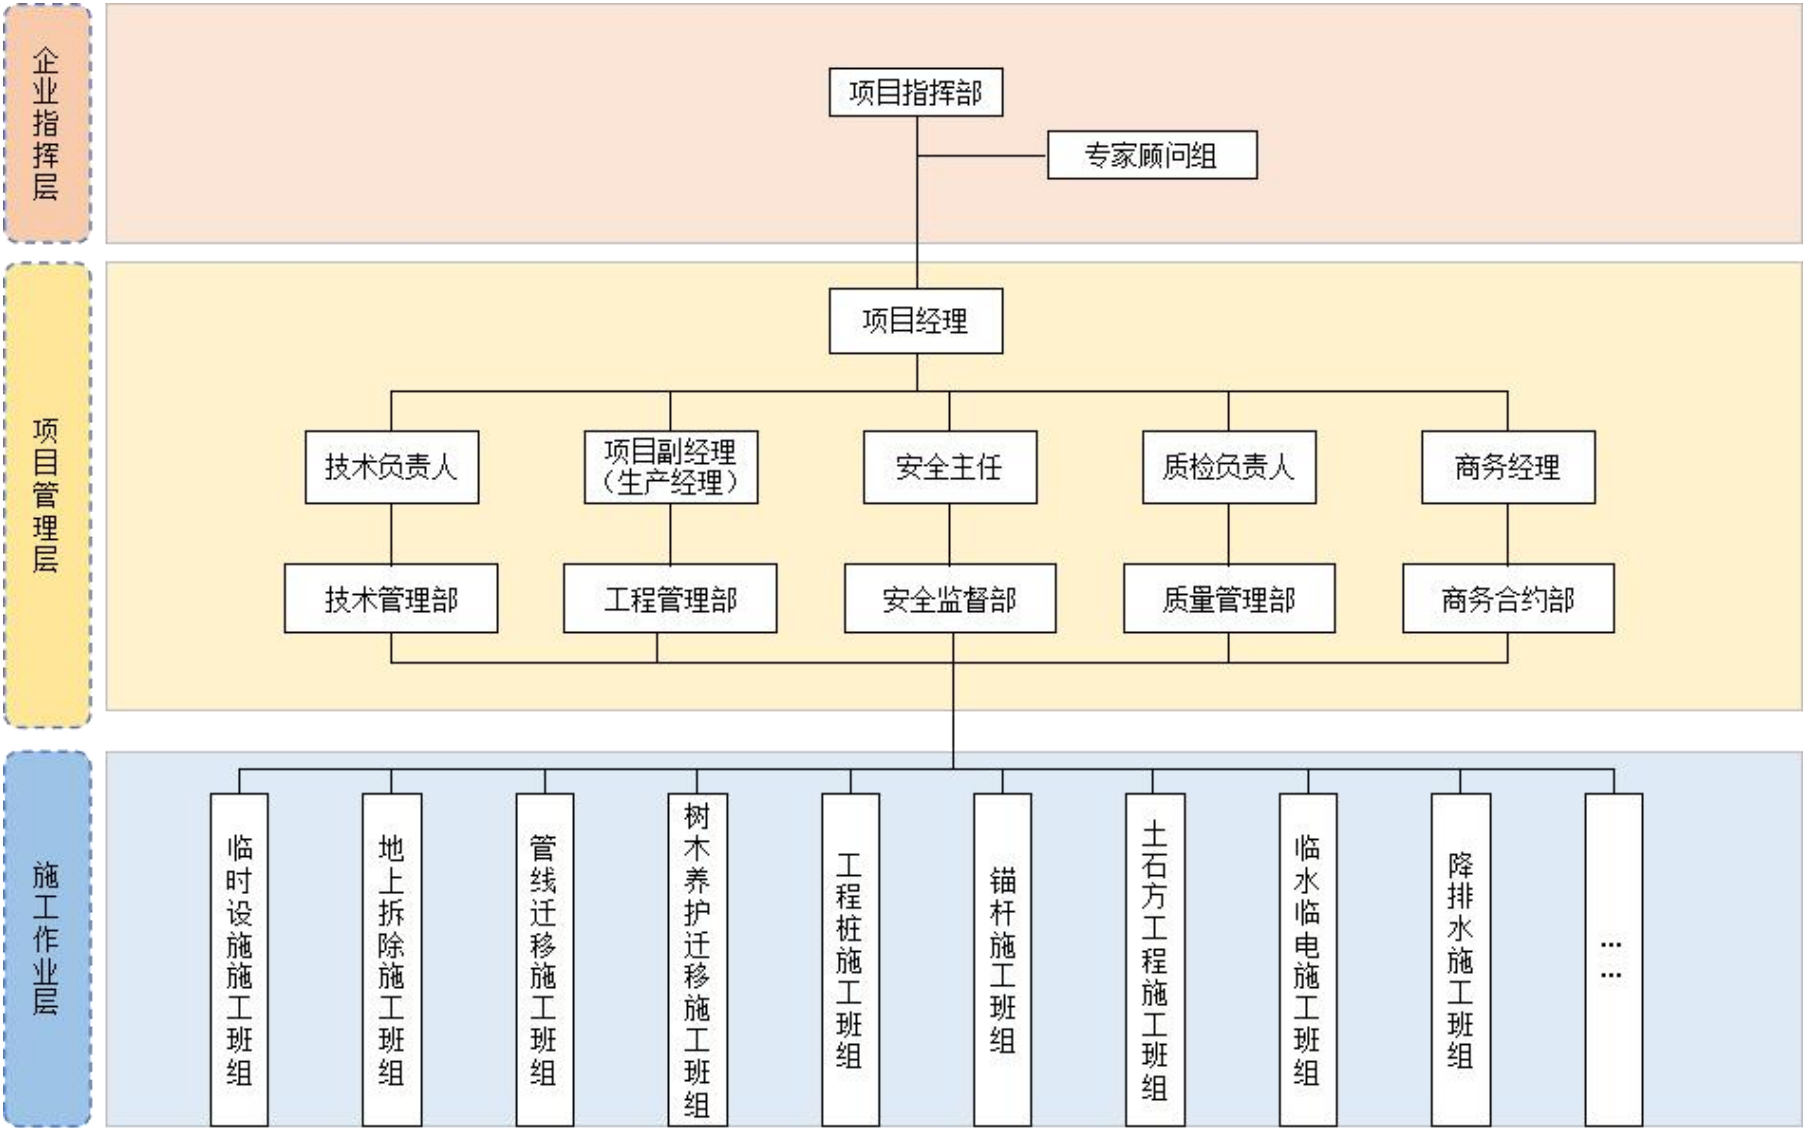 企业指挥层
项目指挥部
专家顾问组
项目管理层
项目经理
技术负责人
项目副经理
（生产经理）
安全主任
质检负责人
商务经理
技术管理部
工程管理部
安全监督部
质量管理部
商务合约部
施工作业层
临时设施施工班组
地上拆除施工班组
管线迁移施工班组
树木养护迁移施工班组
工程桩施工班组
锚杆施工班组
土石方工程施工班组
临水临电施工班组
降排水施工班组
……